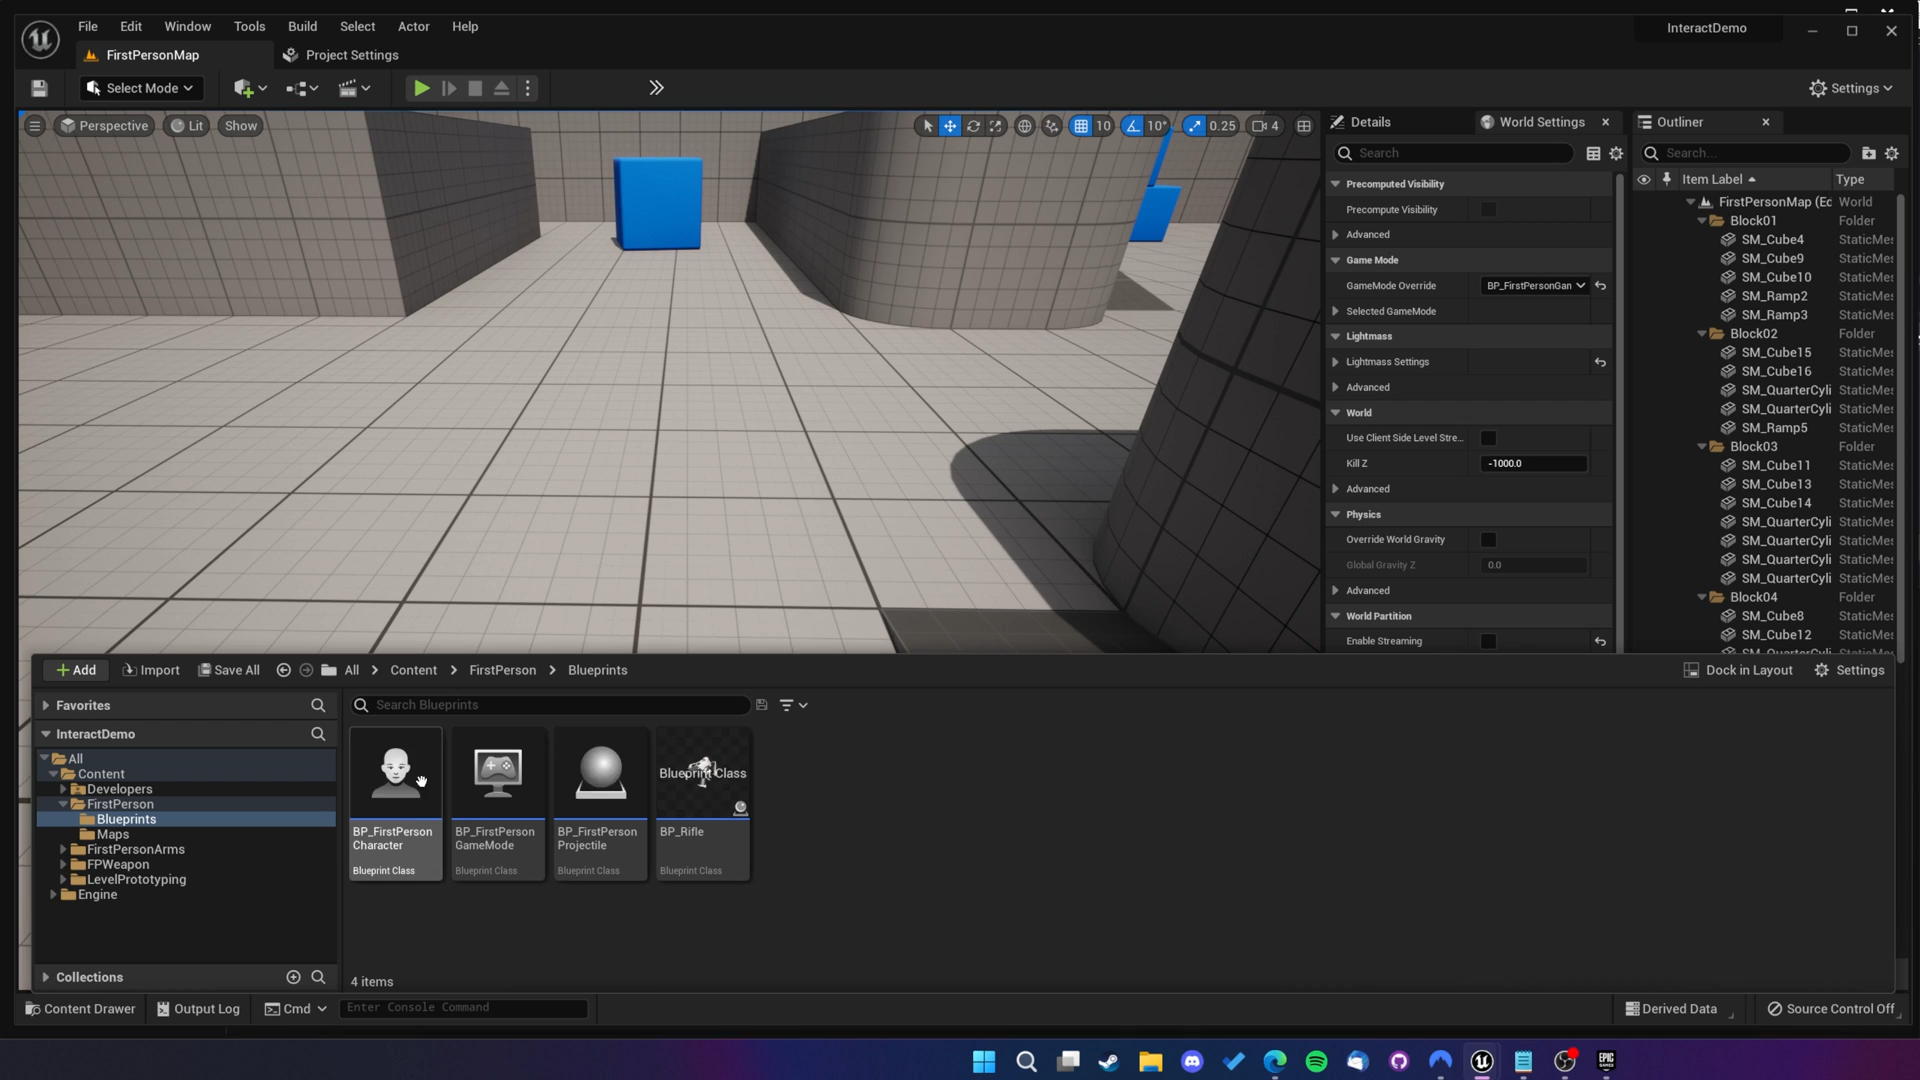 File Edit Window Tools Build Select Actor Help
InteractDemo
FirstPersonMap
Project Settings
Select Mode
Settings
Perspective Lit Show
10 10° 0.25 4
Details
World Settings
Outliner
Search
Search...
Item Label Type
Precomputed Visibility
Precompute Visibility
Advanced
Game Mode
GameMode Override BP_FirstPersonGan
Selected GameMode
Lightmass
Lightmass Settings
Advanced
World
Use Client Side Level Stre...
Kill Z -1000.0
Advanced
Physics
Override World Gravity
Global Gravity Z 0.0
Advanced
World Partition
Enable Streaming
FirstPersonMap (Ed World
Block01 Folder
SM_Cube4 StaticMes
SM_Cube9 StaticMes
SM_Cube10 StaticMes
SM_Ramp2 StaticMes
SM_Ramp3 StaticMes
Block02 Folder
SM_Cube15 StaticMes
SM_Cube16 StaticMes
SM_QuarterCyli StaticMes
SM_QuarterCyli StaticMes
SM_Ramp5 StaticMes
Block03 Folder
SM_Cube11 StaticMes
SM_Cube13 StaticMes
SM_Cube14 StaticMes
SM_QuarterCyli StaticMes
SM_QuarterCyli StaticMes
SM_QuarterCyli StaticMes
SM_QuarterCyli StaticMes
Block04 Folder
SM_Cube8 StaticMes
SM_Cube12 StaticMes
Add Import Save All All Content FirstPerson Blueprints
Dock in Layout Settings
Favorites
InteractDemo
All
Content
Developers
FirstPerson
Blueprints
Maps
FirstPersonArms
FPWeapon
LevelPrototyping
Engine
Collections
Search Blueprints
BP_FirstPerson
Character
Blueprint Class
BP_FirstPerson
GameMode
Blueprint Class
BP_FirstPerson
Projectile
Blueprint Class
Blueprint Class
BP_Rifle
Blueprint Class
4 items
Content Drawer Output Log Cmd Enter Console Command
Derived Data Source Control Off
EPIC
GAMES